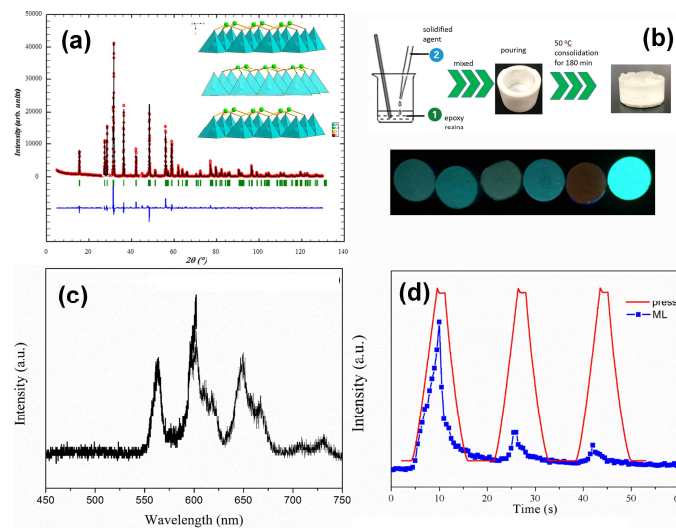 (a)
Intensity (arb. units)
50000
40000
30000
20000
10000
0
0
20
40
60
80
100
120
140
2θ (°)
(b)
solidified
agent
2
mixed
pouring
50 ℃
consolidation
for 180 min
1
epoxy
(c)
Intensity (a.u.)
450
500
550
600
650
700
750
Wavelength (nm)
(d)
press
ML
Intensity (a.u.)
0
10
20
30
40
50
60
Time (s)